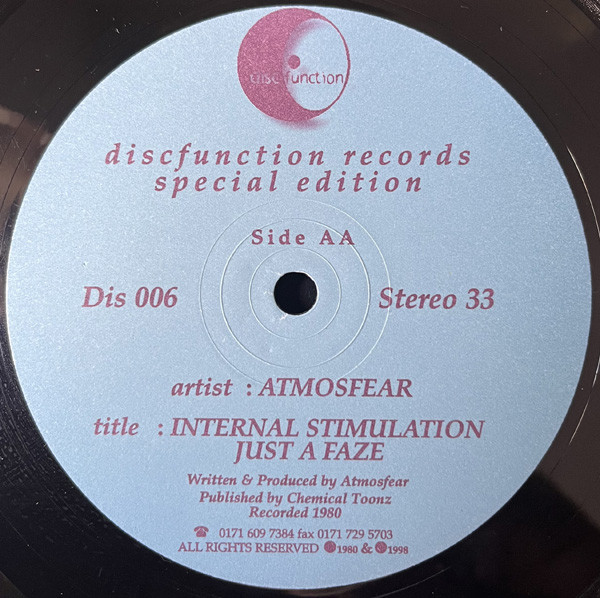 discfunction
discfunction records
special edition
Side AA
Dis 006 Stereo 33
artist : ATMOSFEAR
title : INTERNAL STIMULATION
JUST A FAZE
Written & Produced by Atmosfear
Published by Chemical Toonz
Recorded 1980
☎ 0171 609 7384 fax 0171 729 5703
ALL RIGHTS RESERVED ℗1980 & ©1998